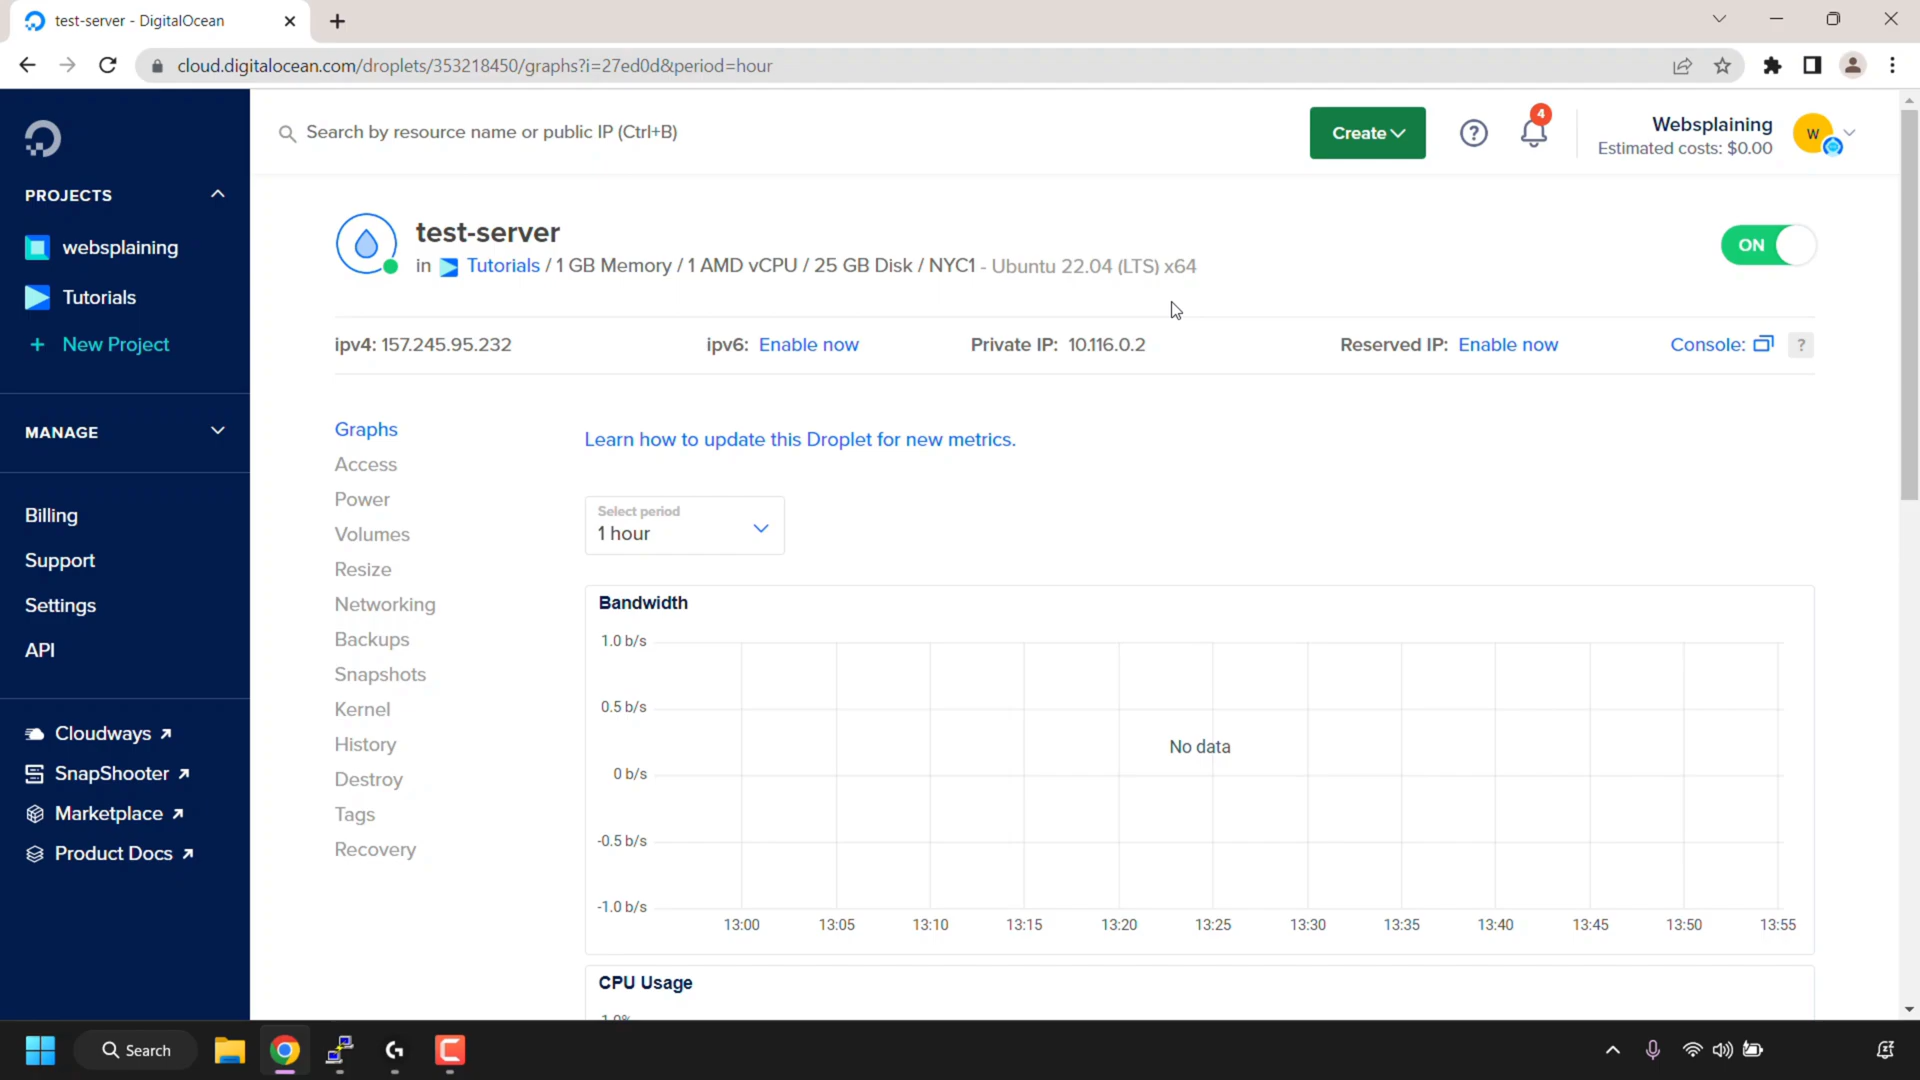 test-server - DigitalOcean
cloud.digitalocean.com/droplets/353218450/graphs?i=27ed0d&period=hour
Search by resource name or public IP (Ctrl+B)
Create
?
4
Websplaining
Estimated costs: $0.00
W
PROJECTS
websplaining
Tutorials
+ New Project
MANAGE
Billing
Support
Settings
API
Cloudways
SnapShooter
Marketplace
Product Docs
test-server
in Tutorials / 1 GB Memory / 1 AMD vCPU / 25 GB Disk / NYC1 - Ubuntu 22.04 (LTS) x64
ON
ipv4: 157.245.95.232 ipv6: Enable now Private IP: 10.116.0.2 Reserved IP: Enable now Console: ?
Graphs
Access
Power
Volumes
Resize
Networking
Backups
Snapshots
Kernel
History
Destroy
Tags
Recovery
Learn how to update this Droplet for new metrics.
Select period
1 hour
Bandwidth
1.0 b/s
0.5 b/s
0 b/s
-0.5 b/s
-1.0 b/s
No data
13:00 13:05 13:10 13:15 13:20 13:25 13:30 13:35 13:40 13:45 13:50 13:55
CPU Usage
1.0%
Search